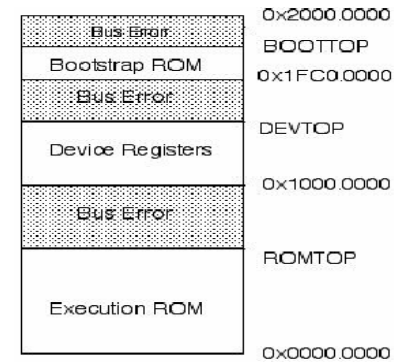 0x2000.0000
Bus Error
BOOTTOP
Bootstrap ROM
0x1FC0.0000
Bus Error
DEVTOP
Device Registers
0x1000.0000
Bus Error
ROMTOP
Execution ROM
0x0000.0000